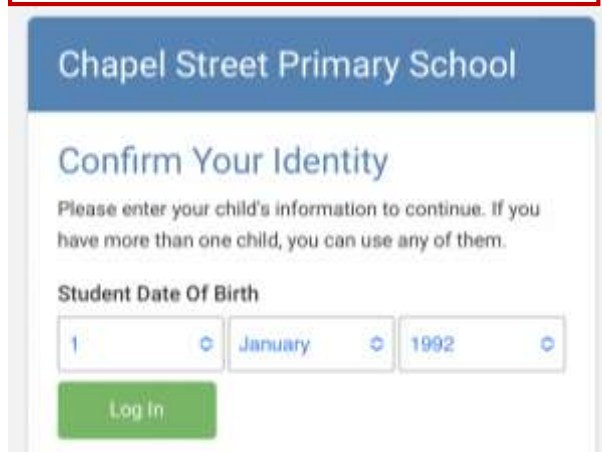 Chapel Street Primary School
Confirm Your Identity
Please enter your child's information to continue. If you
have more than one child, you can use any of them.
Student Date Of Birth
1 January 1992
Log In